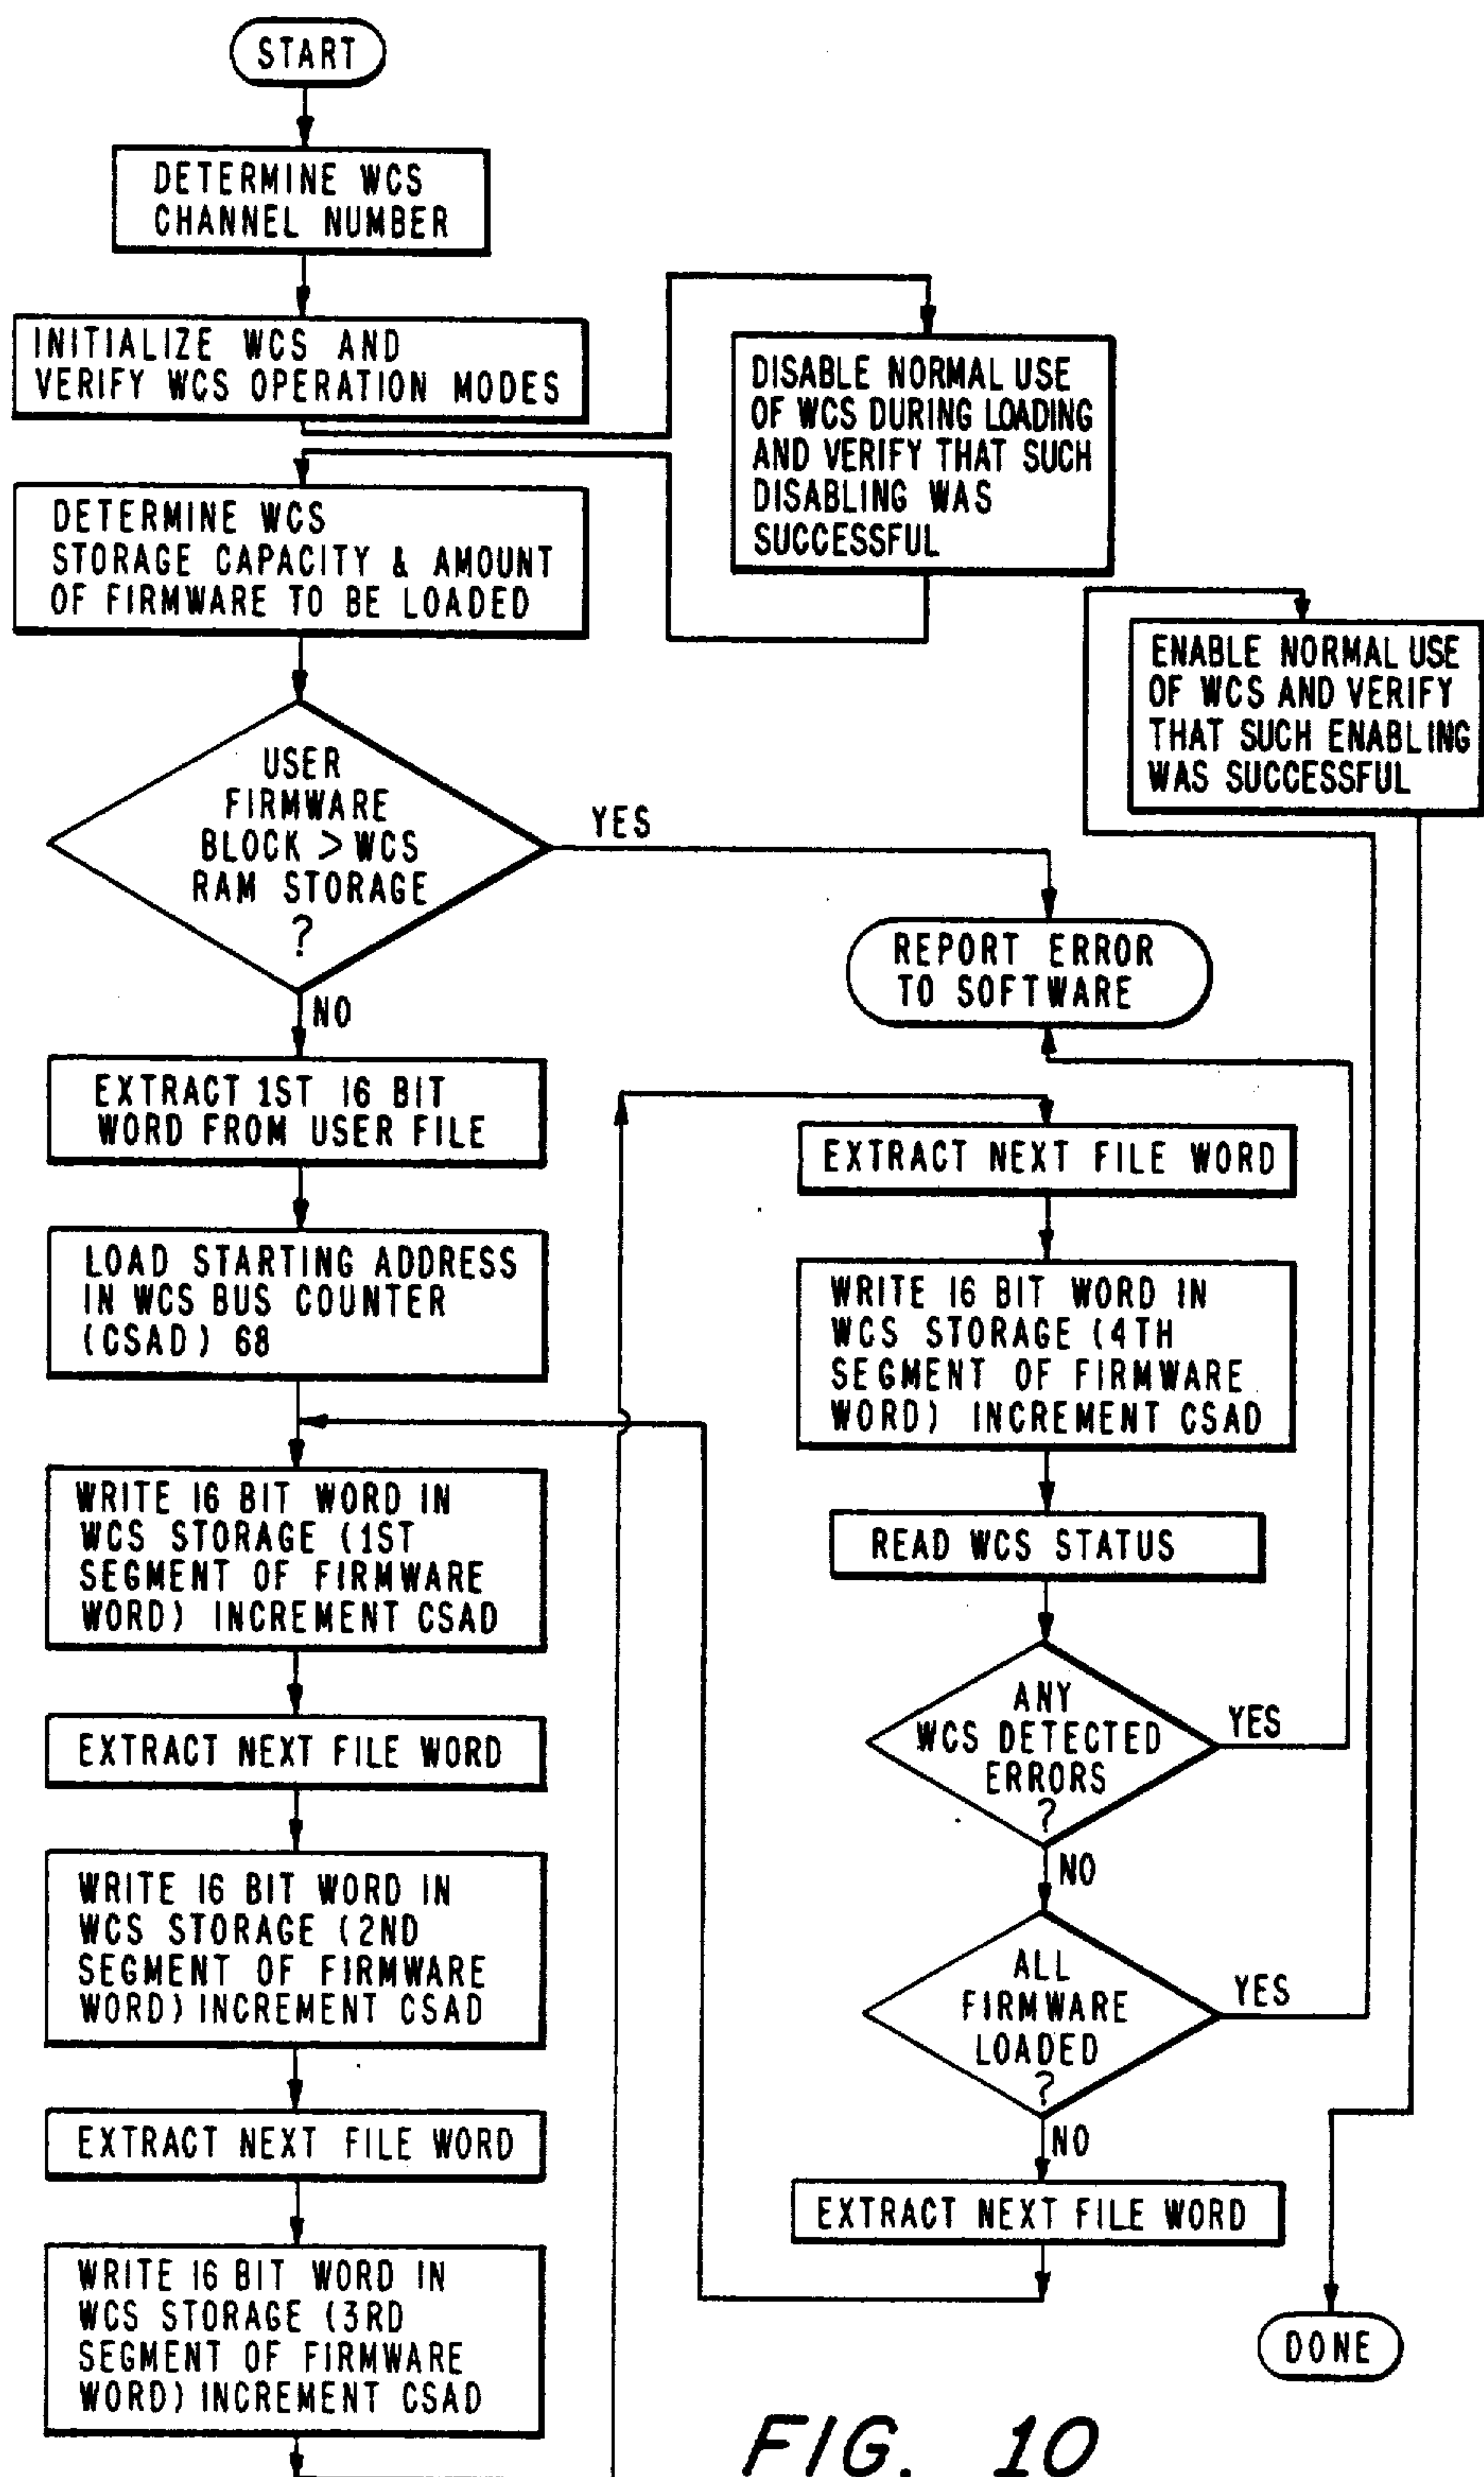 START
DETERMINE WCS
CHANNEL NUMBER
INITIALIZE WCS AND
VERIFY WCS OPERATION MODES
DISABLE NORMAL USE
OF WCS DURING LOADING
AND VERIFY THAT SUCH
DISABLING WAS
SUCCESSFUL
DETERMINE WCS
STORAGE CAPACITY & AMOUNT
OF FIRMWARE TO BE LOADED
USER
FIRMWARE
BLOCK > WCS
RAM STORAGE
?
YES
NO
REPORT ERROR
TO SOFTWARE
EXTRACT 1ST 16 BIT
WORD FROM USER FILE
LOAD STARTING ADDRESS
IN WCS BUS COUNTER
(CSAD) 68
WRITE 16 BIT WORD IN
WCS STORAGE (1ST
SEGMENT OF FIRMWARE
WORD) INCREMENT CSAD
EXTRACT NEXT FILE WORD
WRITE 16 BIT WORD IN
WCS STORAGE (2ND
SEGMENT OF FIRMWARE
WORD) INCREMENT CSAD
EXTRACT NEXT FILE WORD
WRITE 16 BIT WORD IN
WCS STORAGE (3RD
SEGMENT OF FIRMWARE
WORD) INCREMENT CSAD
EXTRACT NEXT FILE WORD
WRITE 16 BIT WORD IN
WCS STORAGE (4TH
SEGMENT OF FIRMWARE
WORD) INCREMENT CSAD
READ WCS STATUS
ANY
WCS DETECTED
ERRORS
?
YES
NO
ALL
FIRMWARE
LOADED
?
YES
NO
EXTRACT NEXT FILE WORD
ENABLE NORMAL USE
OF WCS AND VERIFY
THAT SUCH ENABLING
WAS SUCCESSFUL
DONE
FIG. 10